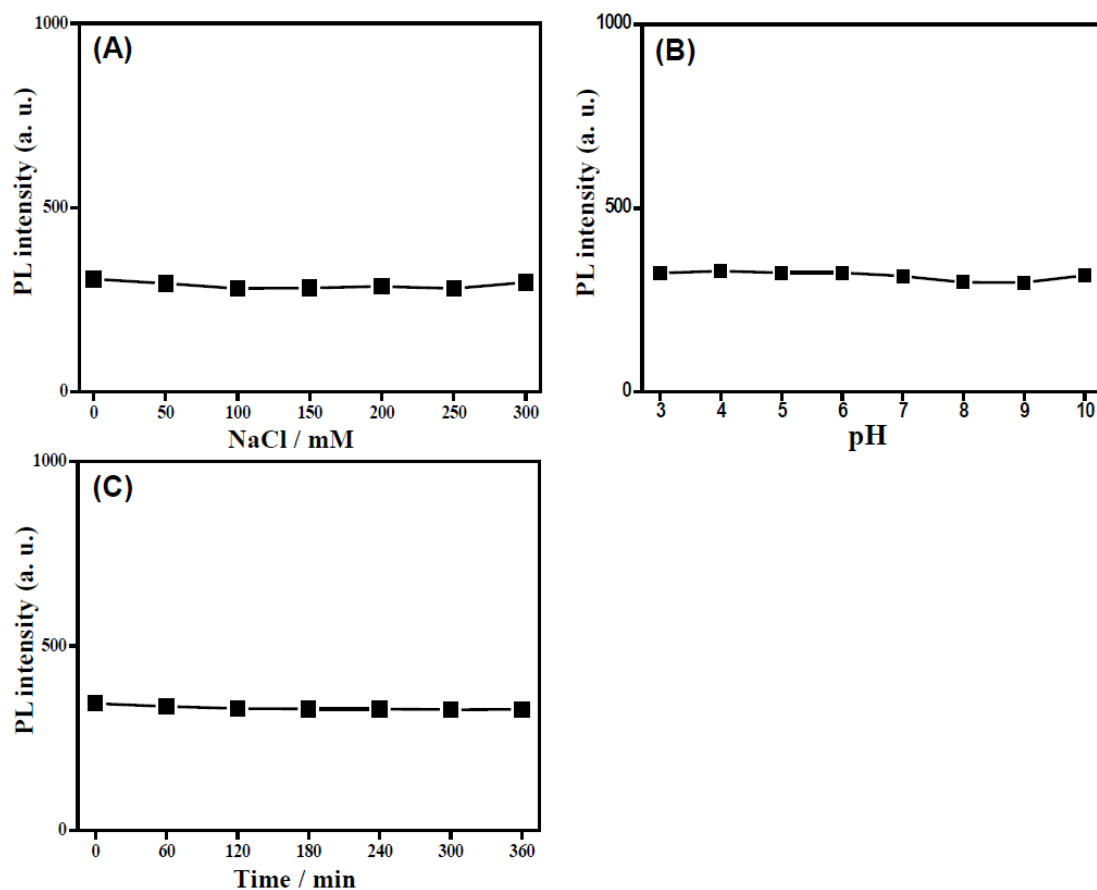 (A)
PL intensity (a. u.)
1000
500
0
0 50 100 150 200 250 300
NaCl / mM
(B)
PL intensity (a. u.)
1000
500
0
3 4 5 6 7 8 9 10
pH
(C)
PL intensity (a. u.)
1000
500
0
0 60 120 180 240 300 360
Time / min